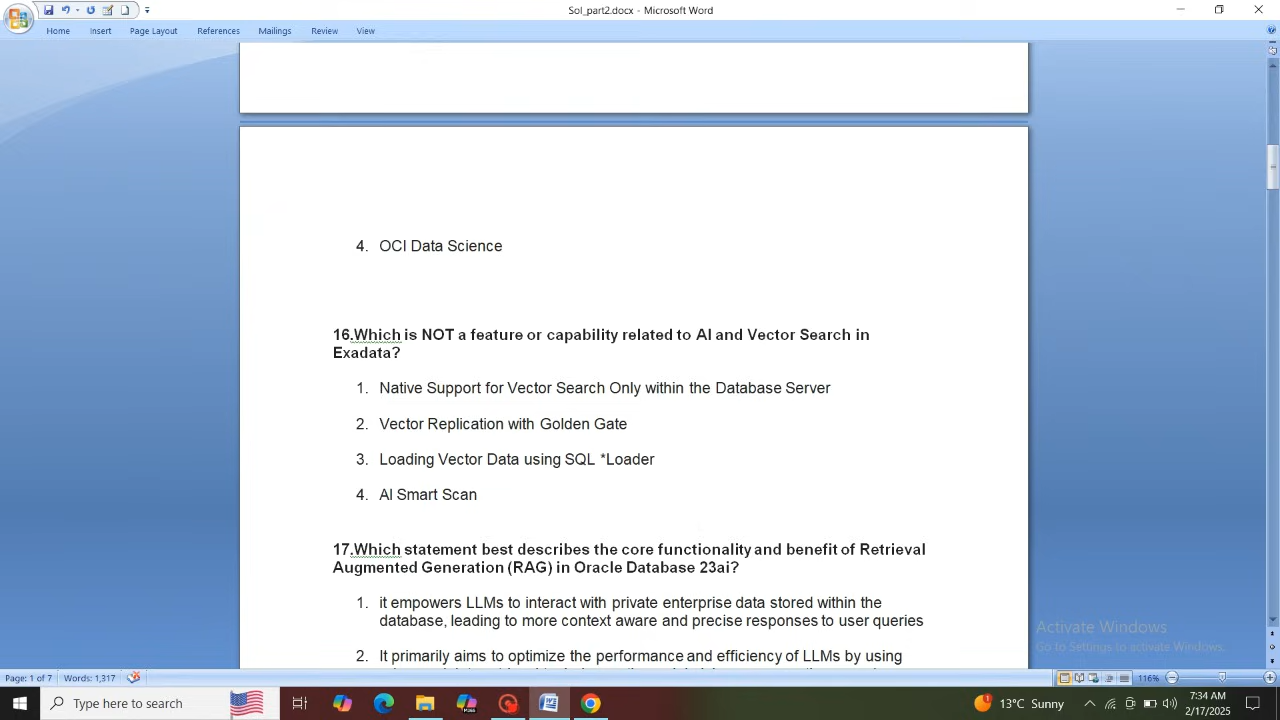 Sol_part2.docx - Microsoft Word
Home Insert Page Layout References Mailings Review View
4. OCI Data Science
16.Which is NOT a feature or capability related to AI and Vector Search in
Exadata?
1. Native Support for Vector Search Only within the Database Server
2. Vector Replication with Golden Gate
3. Loading Vector Data using SQL *Loader
4. AI Smart Scan
17.Which statement best describes the core functionality and benefit of Retrieval
Augmented Generation (RAG) in Oracle Database 23ai?
1. it empowers LLMs to interact with private enterprise data stored within the
database, leading to more context aware and precise responses to user queries
2. It primarily aims to optimize the performance and efficiency of LLMs by using
Activate Windows
Go to Settings to activate Windows.
Page: 1 of 7 Words: 1,317 116%
Type here to search 13°C Sunny 7:34 AM
2/17/2025